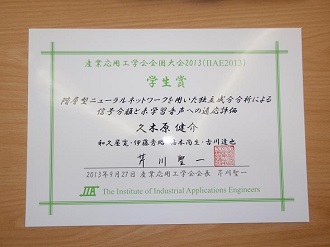 産業応用工学会全国大会2013(IIAE2013)
学生賞
階層型ニューラルネットワークを用いた独立成分分析による
信号分離と未学習音声への適応評価
久木原 健介
和久屋寛・伊藤秀昭・ 本尚生・古川達也
芹川聖一
2013年9月27日 産業応用工学会会長 芹川聖一
IIAE The Institute of Industrial Applications Engineers